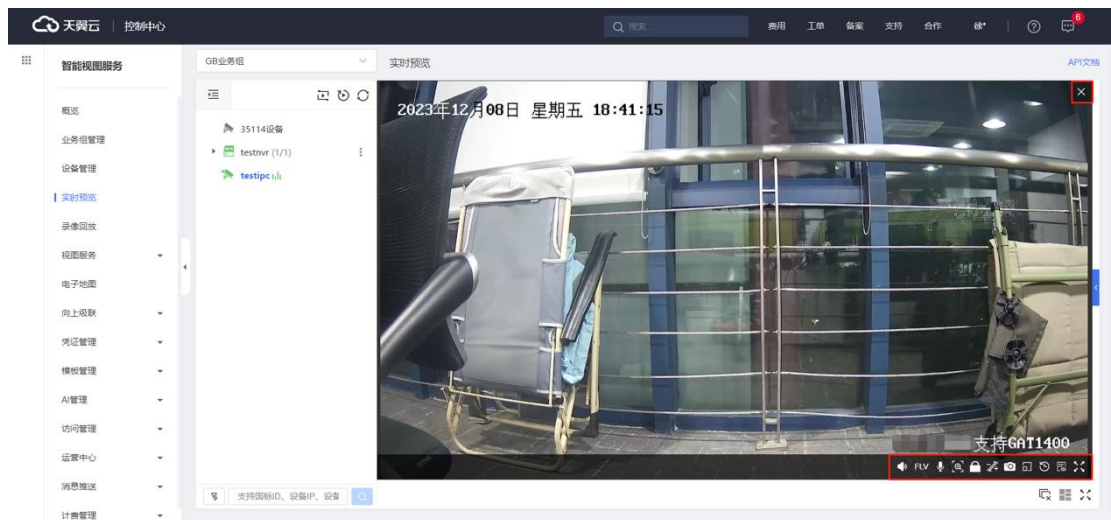 天翼云 | 控制中心
搜索...
费用 工单 备案 支持 合作 徐*
6
智能视图服务
概览
业务组管理
设备管理
实时预览
录像回放
视图服务
电子地图
向上级联
凭证管理
模板管理
AI管理
访问管理
运营中心
消息推送
计费管理
GB业务组
35114设备
testnvr (1/1)
testipc
支持国标ID、设备IP、设备
实时预览
API文档
2023年12月08日 星期五 18:41:15
支持GAT1400
FLV